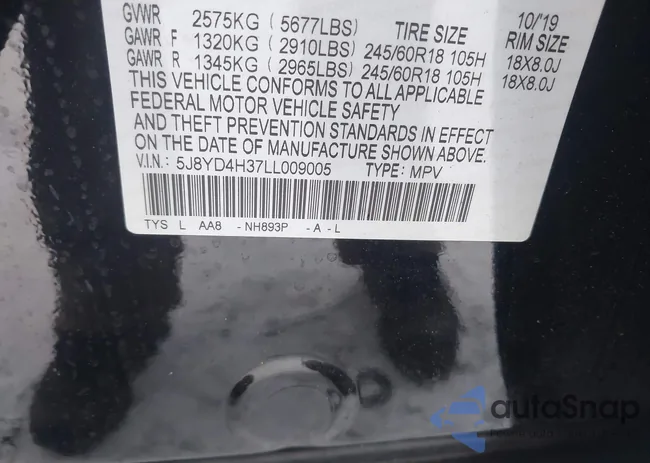 GVWR 2575KG ( 5677LBS) TIRE SIZE 10/'19 RIM SIZE
GAWR F 1320KG ( 2910LBS) 245/60R18 105H 18X8.0J
GAWR R 1345KG ( 2965LBS) 245/60R18 105H 18X8.0J
THIS VEHICLE CONFORMS TO ALL APPLICABLE
FEDERAL MOTOR VEHICLE SAFETY
AND THEFT PREVENTION STANDARDS IN EFFECT
ON THE DATE OF MANUFACTURE SHOWN ABOVE.
V.I.N.: 5J8YD4H37LL009005 TYPE: MPV
TYS L AA8 - NH893P - A - L
autoSnap